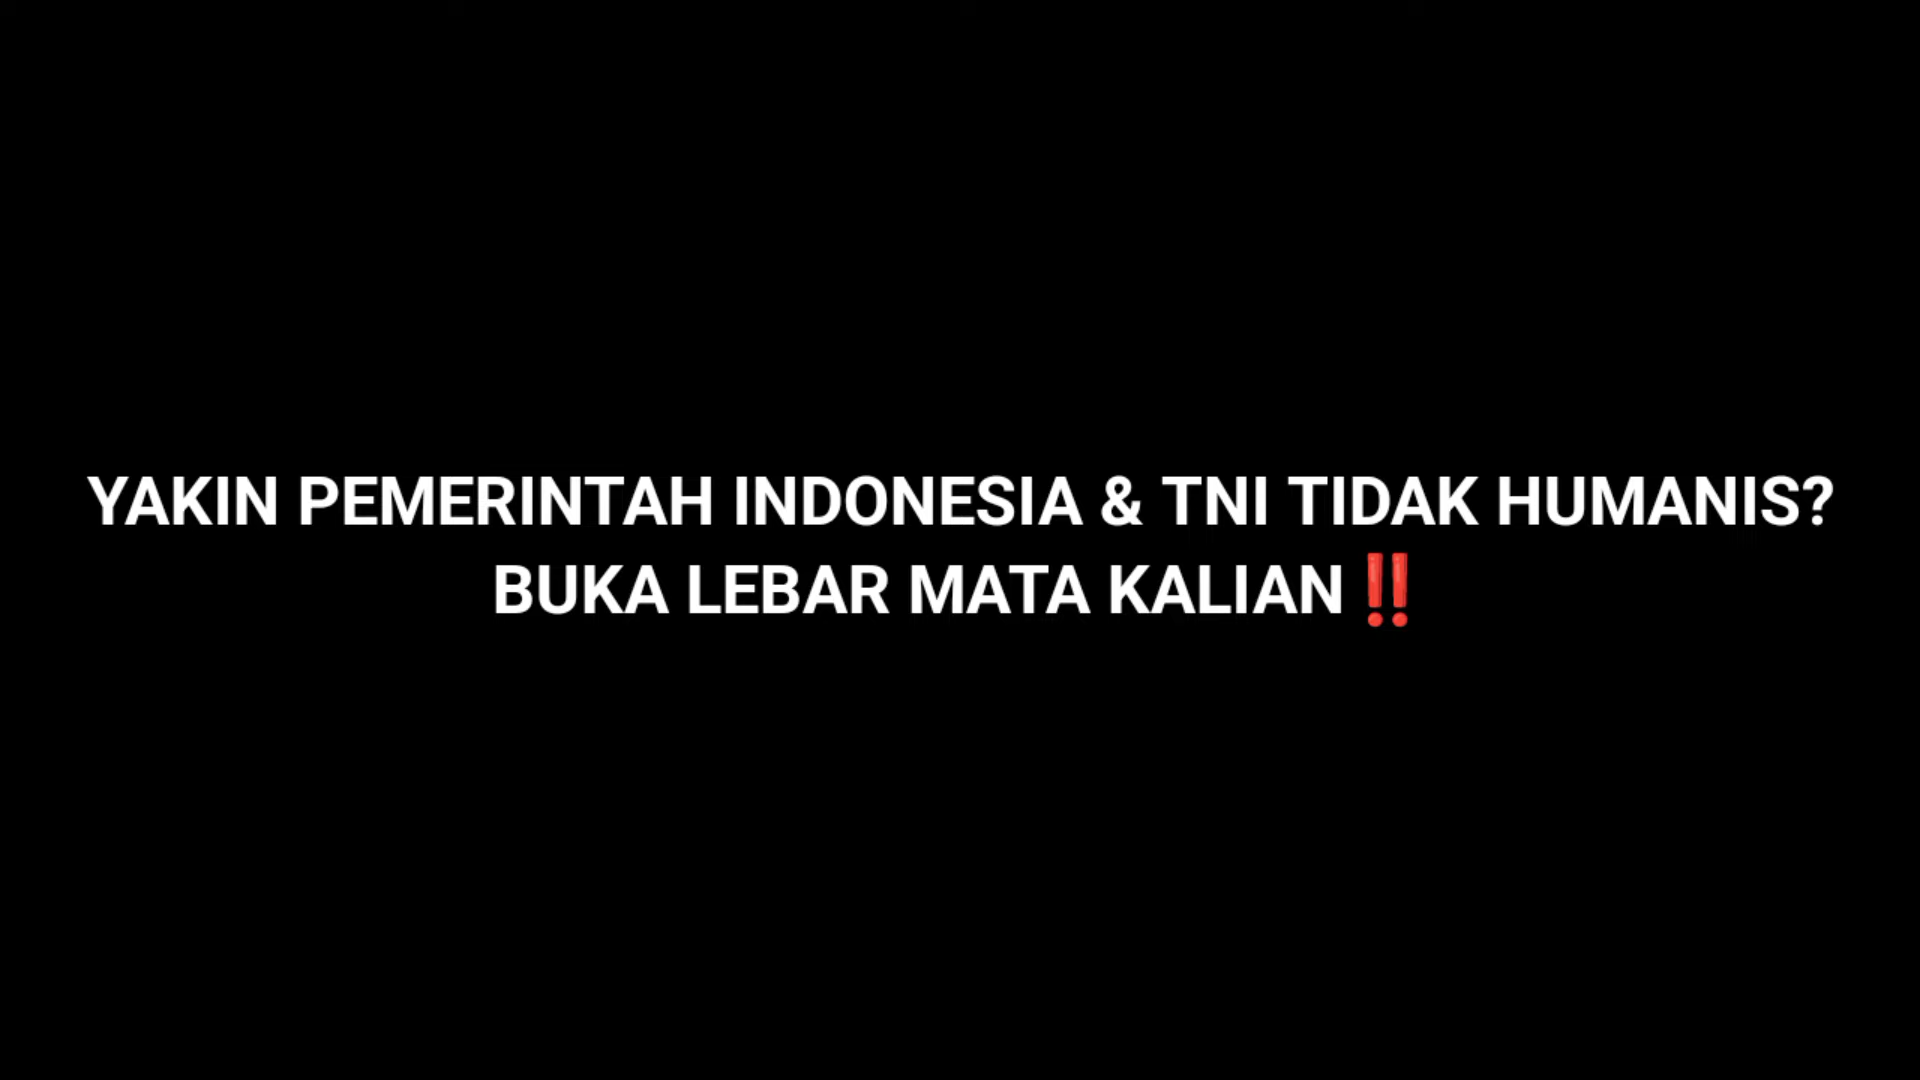 YAKIN PEMERINTAH INDONESIA & TNI TIDAK HUMANIS?
BUKA LEBAR MATA KALIAN‼️